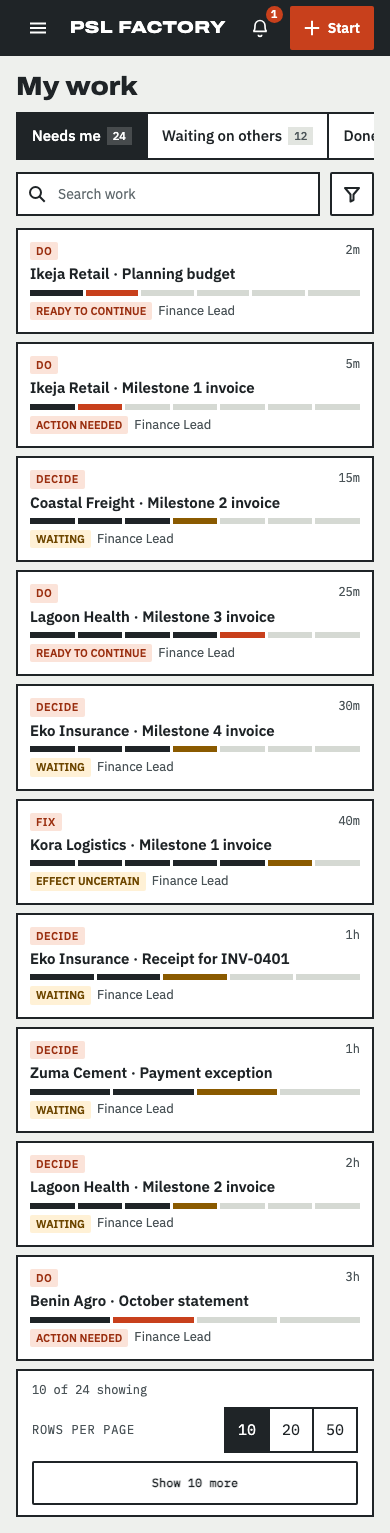 PSL FACTORY
1
Start
My work
Needs me 24
Waiting on others 12
Done
Search work
DO 2m
Ikeja Retail · Planning budget
READY TO CONTINUE Finance Lead
DO 5m
Ikeja Retail · Milestone 1 invoice
ACTION NEEDED Finance Lead
DECIDE 15m
Coastal Freight · Milestone 2 invoice
WAITING Finance Lead
DO 25m
Lagoon Health · Milestone 3 invoice
READY TO CONTINUE Finance Lead
DECIDE 30m
Eko Insurance · Milestone 4 invoice
WAITING Finance Lead
FIX 40m
Kora Logistics · Milestone 1 invoice
EFFECT UNCERTAIN Finance Lead
DECIDE 1h
Eko Insurance · Receipt for INV-0401
WAITING Finance Lead
DECIDE 1h
Zuma Cement · Payment exception
WAITING Finance Lead
DECIDE 2h
Lagoon Health · Milestone 2 invoice
WAITING Finance Lead
DO 3h
Benin Agro · October statement
ACTION NEEDED Finance Lead
10 of 24 showing
ROWS PER PAGE 10 20 50
Show 10 more